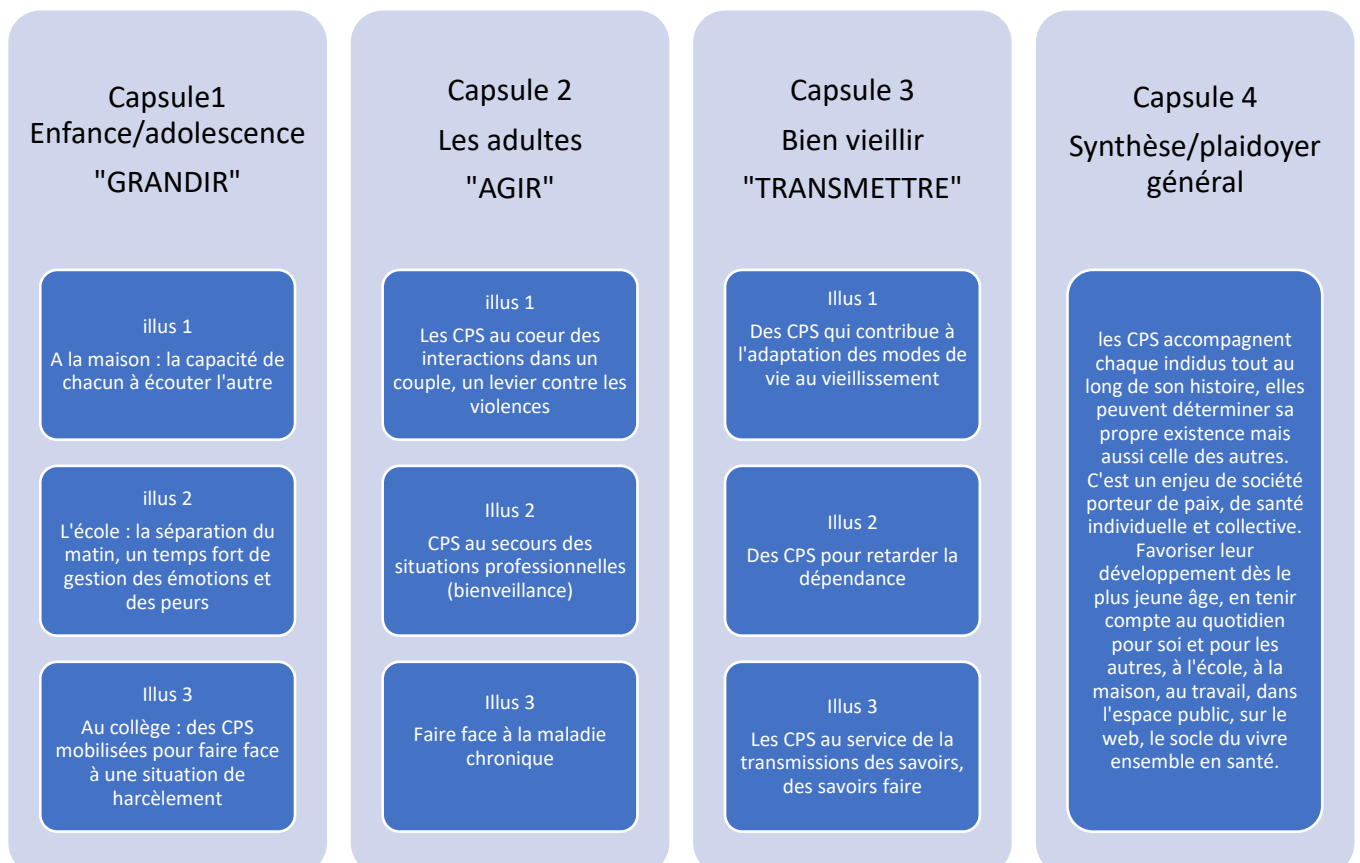 Capsule1
Enfance/adolescence
"GRANDIR"
illus 1
A la maison : la capacité de
chacun à écouter l'autre
illus 2
L'école : la séparation du
matin, un temps fort de
gestion des émotions et
des peurs
Illus 3
Au collège : des CPS
mobilisées pour faire face
à une situation de
harcèlement
Capsule 2
Les adultes
"AGIR"
illus 1
Les CPS au coeur des
interactions dans un
couple, un levier contre les
violences
Illus 2
CPS au secours des
situations professionnelles
(bienveillance)
Illus 3
Faire face à la maladie
chronique
Capsule 3
Bien vieillir
"TRANSMETTRE"
Illus 1
Des CPS qui contribue à
l'adaptation des modes de
vie au vieillissement
Illus 2
Des CPS pour retarder la
dépendance
Illus 3
Les CPS au service de la
transmissions des savoirs,
des savoirs faire
Capsule 4
Synthèse/plaidoyer
général
les CPS accompagnent
chaque indidus tout au
long de son histoire, elles
peuvent déterminer sa
propre existence mais
aussi celle des autres.
C'est un enjeu de société
porteur de paix, de santé
individuelle et collective.
Favoriser leur
développement dès le
plus jeune âge, en tenir
compte au quotidien
pour soi et pour les
autres, à l'école, à la
maison, au travail, dans
l'espace public, sur le
web, le socle du vivre
ensemble en santé.